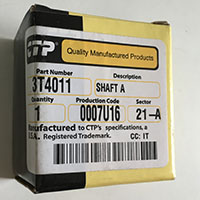 CTP
Quality Manufactured Products
Part Number Description
3T4011 SHAFT A
Quantity Production Code Sector
1 0007U16 21-A
Manufactured to CTP's specifications, a
U.S.A. Registered Trademark.
CC: IT